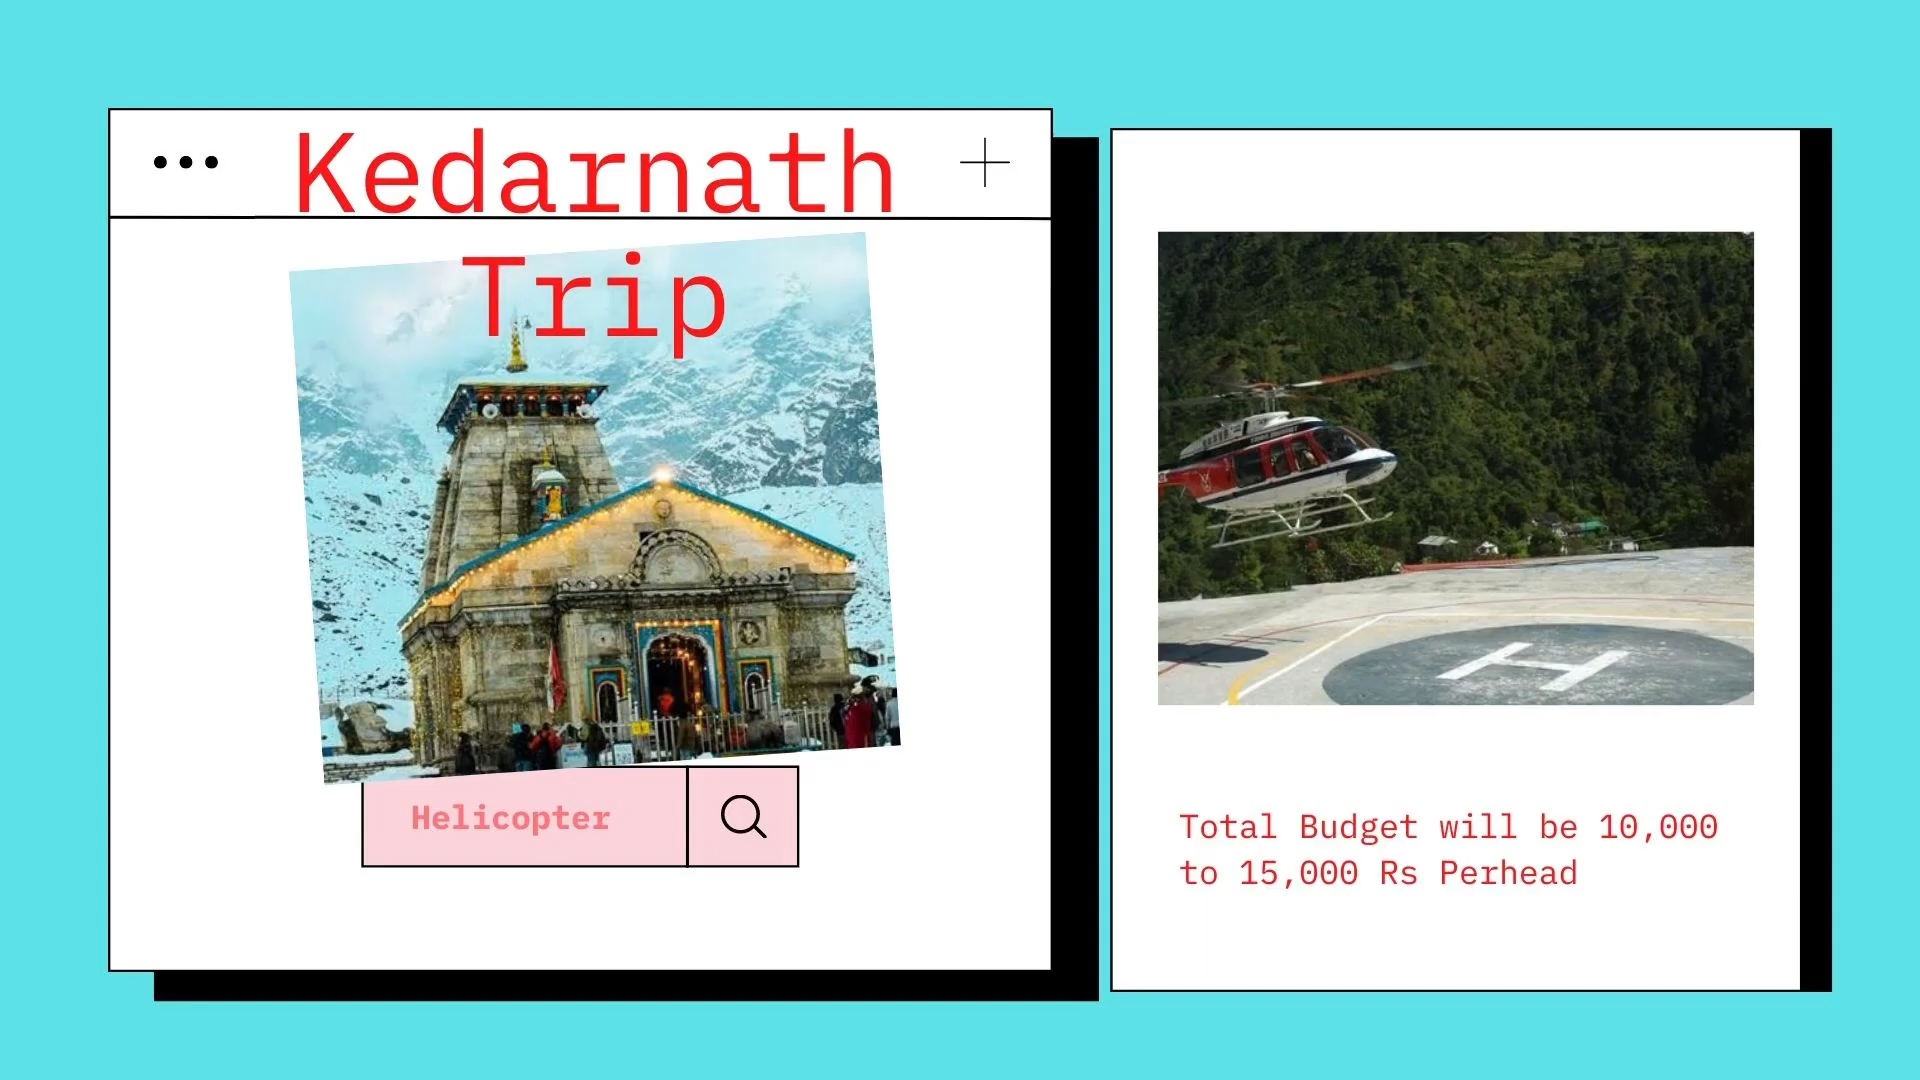 Kedarnath
Trip
Helicopter
H
Total Budget will be 10,000
to 15,000 Rs Perhead